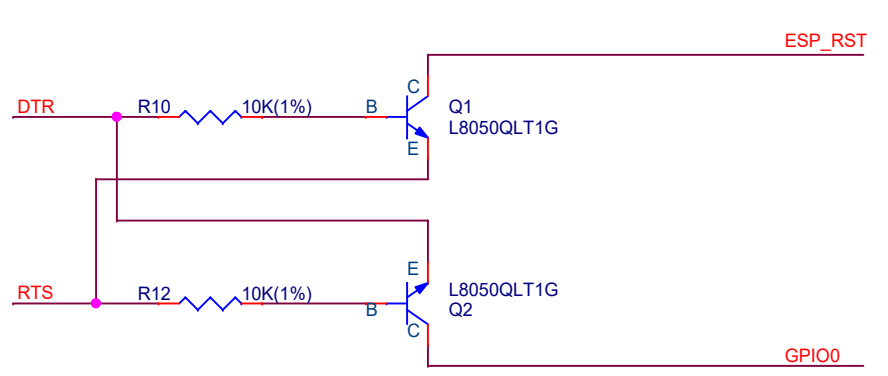 ESP_RST
C
DTR
R10
10K(1%)
B
Q1
L8050QLT1G
E
E
RTS
R12
10K(1%)
L8050QLT1G
B
Q2
C
GPIO0